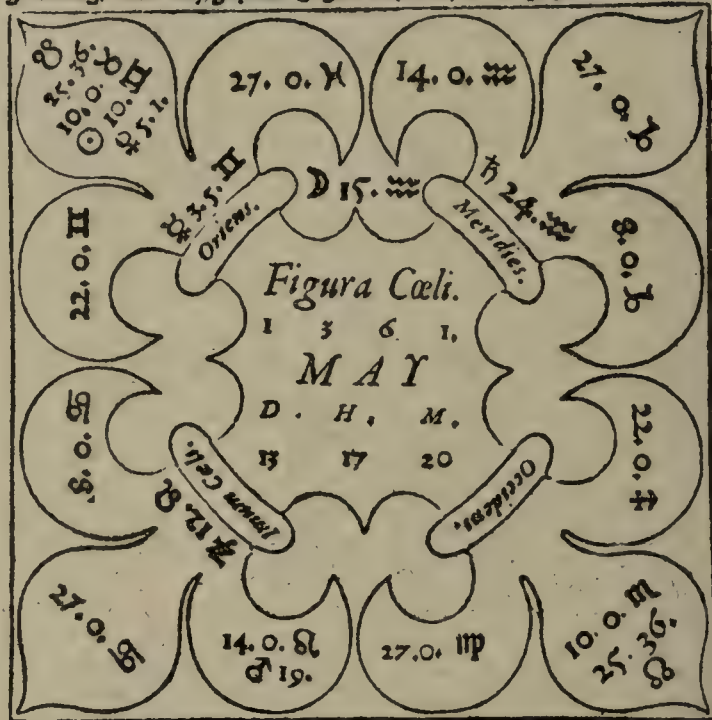 ☋ 25. 36.
10. 0. ♉
☉ 10. ♊
♀ 5. 1.
27. 0. ♓
14. 0. ♒
27. 0. ♑
☿ 3. 5. ♊
Oriens.
☽ 15. ♒
♄ 24. ♒
Meridies.
22. 0. ♊
8. 0. ♑
Figura Cœli.
1 3 6 1,
MAY
D. H, M.
13 17 20
8. 0. ♋
22. 0. ♐
Imum Cæli.
♃ 12. ♌
Occidens.
27. 0. ♋
14. 0. ♌
♂ 19.
27. 0. ♍
10. 0. ♏
25. 36.
☊